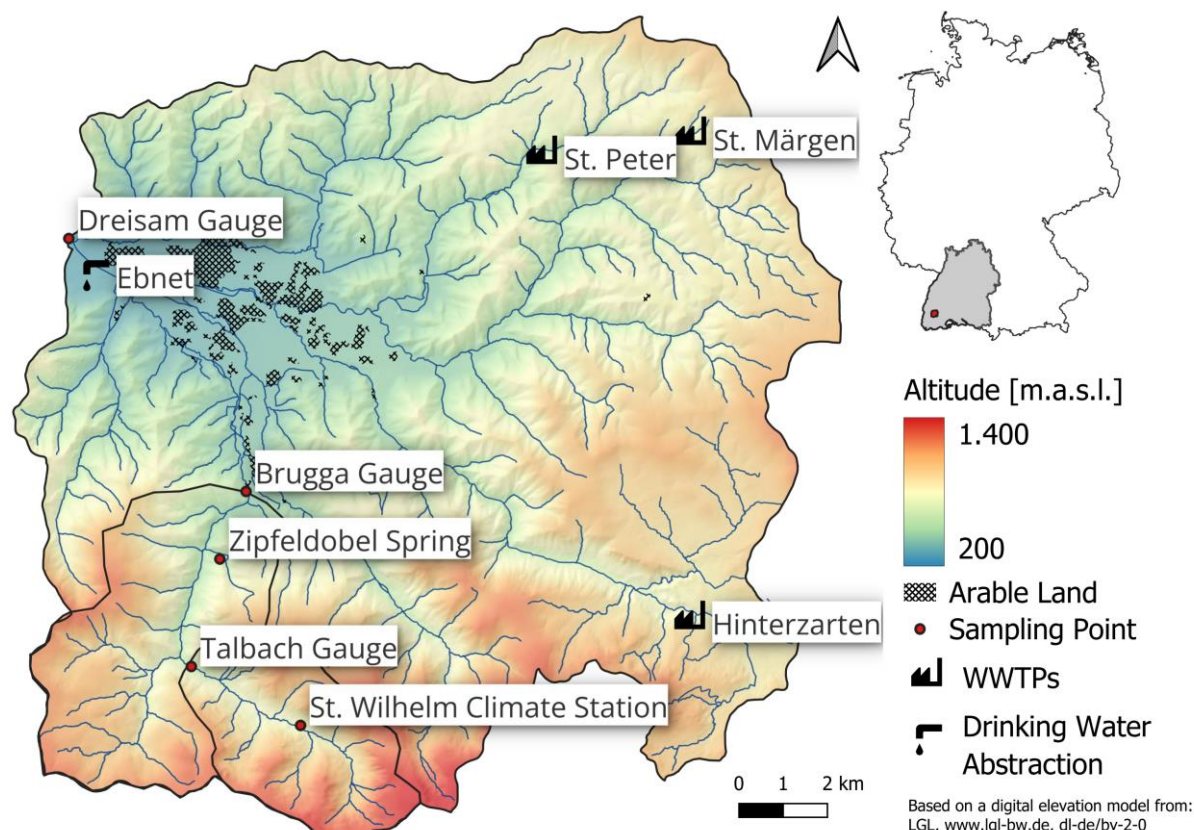 St. Peter
St. Märgen
Dreisam Gauge
Ebnet
Brugga Gauge
Zipfeldobel Spring
Talbach Gauge
St. Wilhelm Climate Station
Hinterzarten
0 1 2 km
Altitude [m.a.s.l.]
1.400
200
Arable Land
Sampling Point
WWTPs
Drinking Water
Abstraction
Based on a digital elevation model from:
LGL, www.lgl-bw.de, dl-de/by-2-0